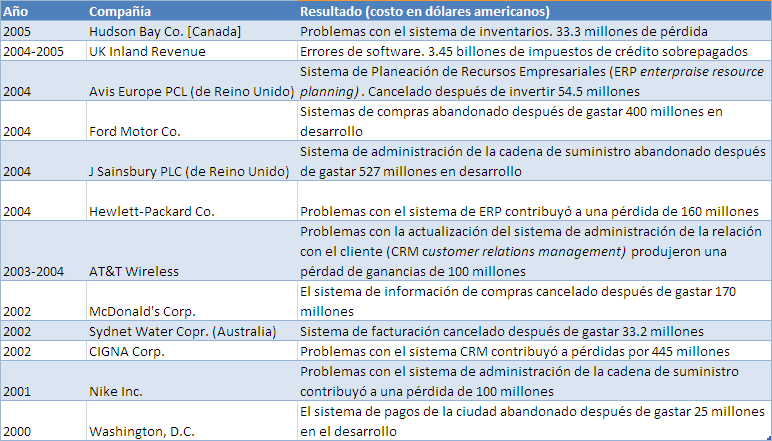 Año Compañía Resultado (costo en dólares americanos)
2005 Hudson Bay Co. [Canada] Problemas con el sistema de inventarios. 33.3 millones de pérdida
2004-2005 UK Inland Revenue Errores de software. 3.45 billones de impuestos de crédito sobrepagados
Sistema de Planeación de Recursos Empresariales (ERP enterpraise resource
2004 Avis Europe PCL (de Reino Unido) planning) . Cancelado después de invertir 54.5 millones
Sistemas de compras abandonado después de gastar 400 millones en
2004 Ford Motor Co. desarrollo
Sistema de administración de la cadena de suministro abandonado después
2004 J Sainsbury PLC (de Reino Unido) de gastar 527 millones en desarrollo
2004 Hewlett-Packard Co. Problemas con el sistema de ERP contribuyó a una pérdida de 160 millones
Problemas con la actualización del sistema de administración de la relación
con el cliente (CRM customer relations management) produjeron una
2003-2004 AT&T Wireless pérdad de ganancias de 100 millones
El sistema de información de compras cancelado después de gastar 170
2002 McDonald's Corp. millones
2002 Sydnet Water Copr. (Australia) Sistema de facturación cancelado después de gastar 33.2 millones
2002 CIGNA Corp. Problemas con el sistema CRM contribuyó a pérdidas por 445 millones
Problemas con el sistema de administración de la cadena de suministro
2001 Nike Inc. contribuyó a una pérdida de 100 millones
El sistema de pagos de la ciudad abandonado después de gastar 25 millones
2000 Washington, D.C. en el desarrollo